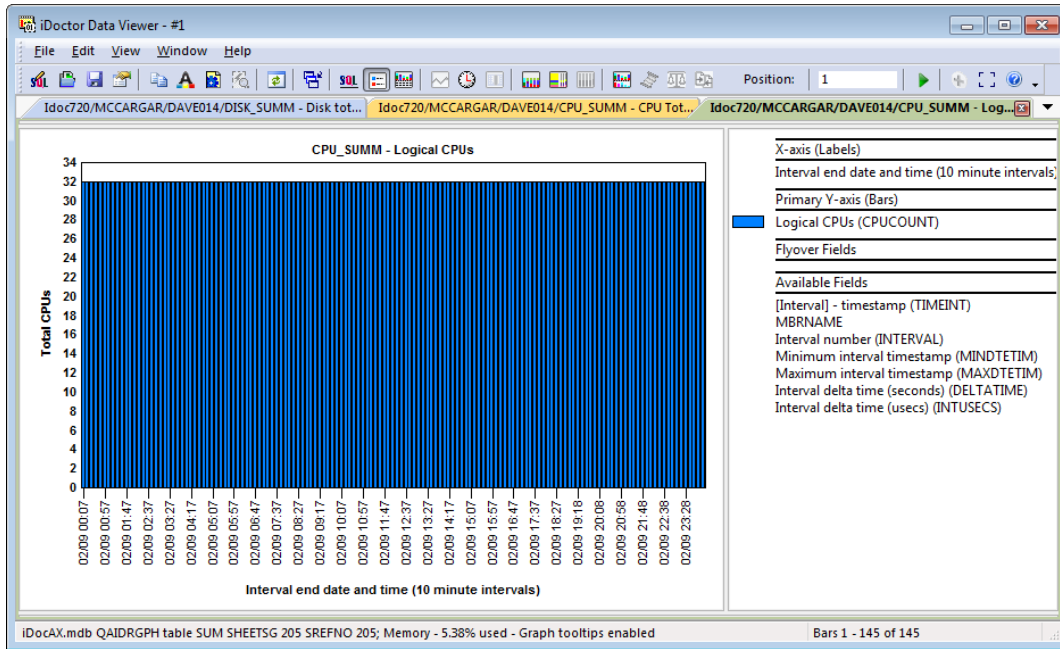 iDoctor Data Viewer - #1
File Edit View Window Help
SQL Position: 1
Idoc720/MCCARGAR/DAVE014/DISK_SUMM - Disk tot...
Idoc720/MCCARGAR/DAVE014/CPU_SUMM - CPU Tot...
Idoc720/MCCARGAR/DAVE014/CPU_SUMM - Log...
CPU_SUMM - Logical CPUs
Total CPUs
34
32
30
28
26
24
22
20
18
16
14
12
10
8
6
4
2
0
02/09 00:07
02/09 00:57
02/09 01:47
02/09 02:37
02/09 03:27
02/09 04:17
02/09 05:07
02/09 05:57
02/09 06:47
02/09 07:37
02/09 08:27
02/09 09:17
02/09 10:07
02/09 10:57
02/09 11:47
02/09 12:37
02/09 13:27
02/09 14:17
02/09 15:07
02/09 15:57
02/09 16:47
02/09 17:37
02/09 18:27
02/09 19:18
02/09 20:08
02/09 20:58
02/09 21:48
02/09 22:38
02/09 23:28
Interval end date and time (10 minute intervals)
X-axis (Labels)
Interval end date and time (10 minute intervals)
Primary Y-axis (Bars)
Logical CPUs (CPUCOUNT)
Flyover Fields
Available Fields
[Interval] - timestamp (TIMEINT)
MBRNAME
Interval number (INTERVAL)
Minimum interval timestamp (MINDTETIM)
Maximum interval timestamp (MAXDTETIM)
Interval delta time (seconds) (DELTATIME)
Interval delta time (usecs) (INTUSECS)
iDocAX.mdb QAIDRGPH table SUM SHEETSG 205 SREFNO 205; Memory - 5.38% used - Graph tooltips enabled
Bars 1 - 145 of 145